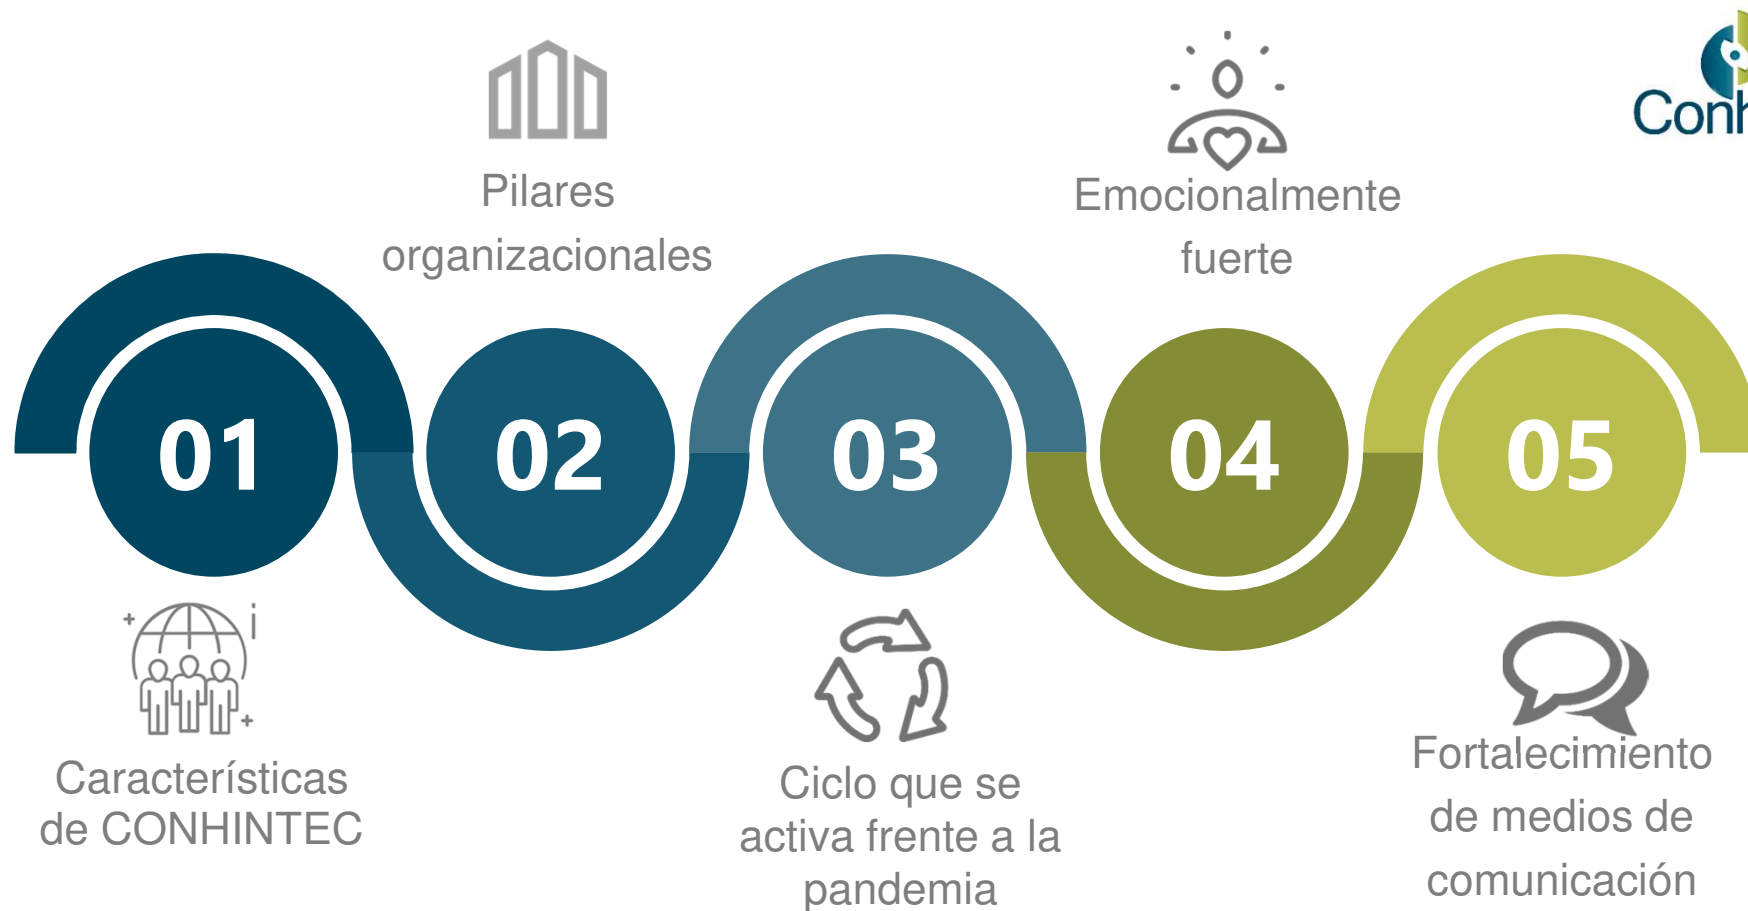 Pilares
organizacionales
Emocionalmente
fuerte
01
02
03
04
05
Características
de CONHINTEC
Ciclo que se
activa frente a la
pandemia
Fortalecimiento
de medios de
comunicación